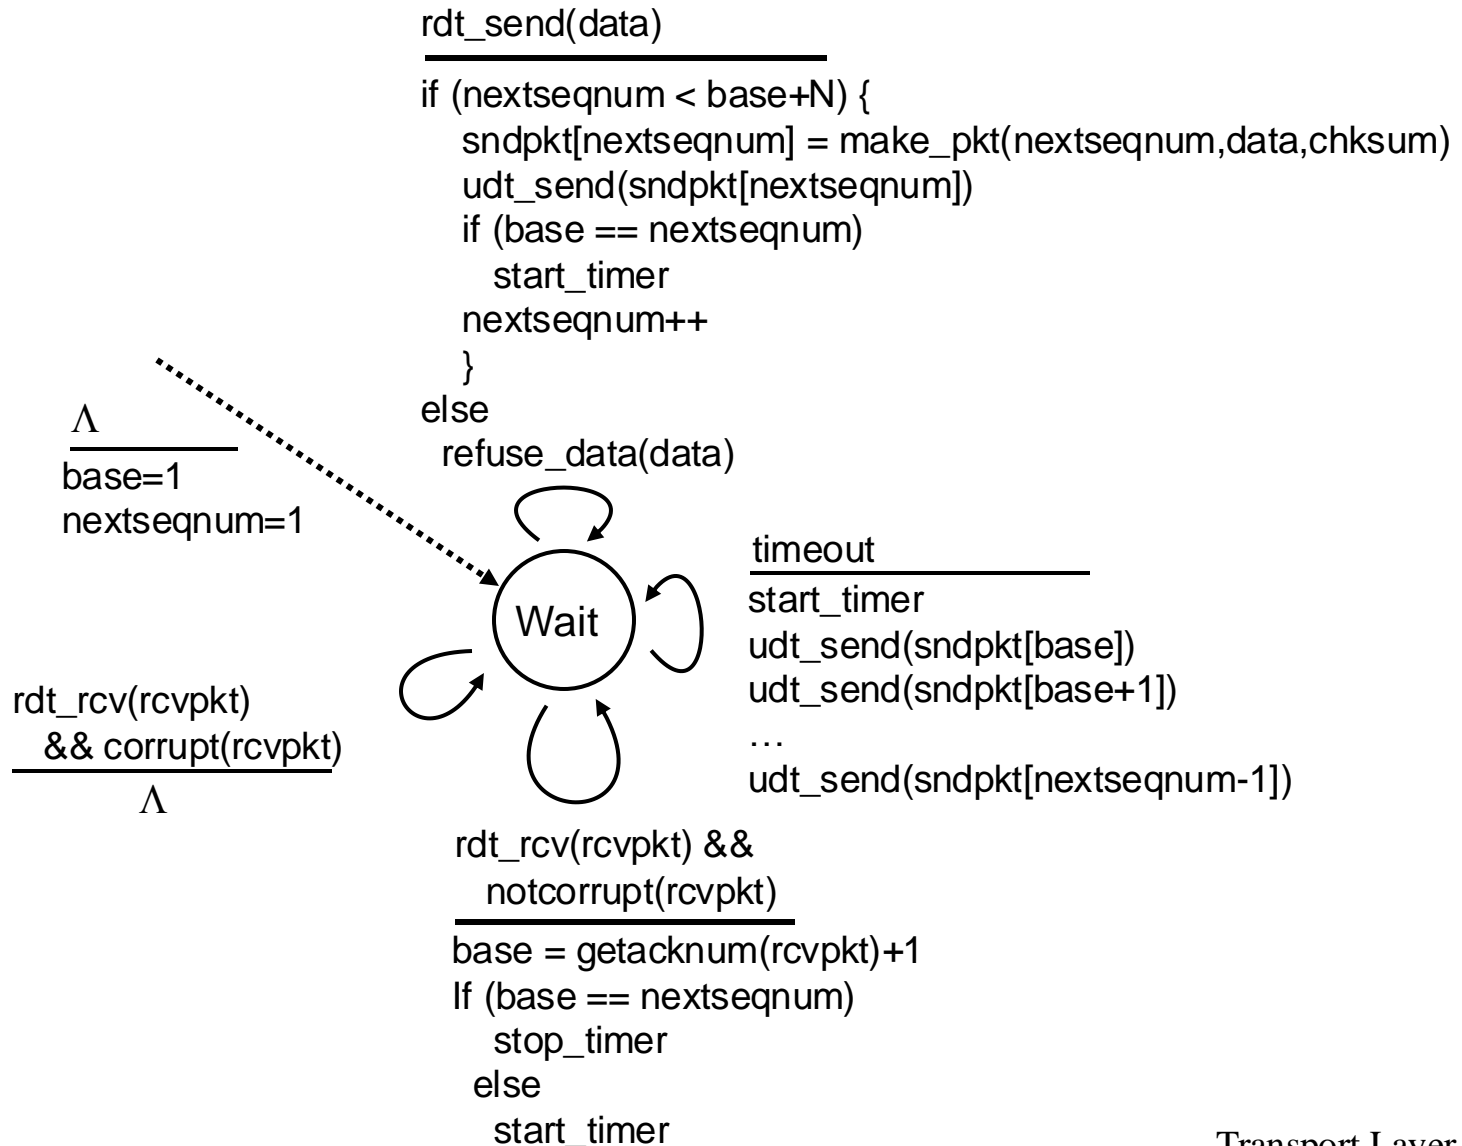 rdt_send(data)
if (nextseqnum < base+N) {
sndpkt[nextseqnum] = make_pkt(nextseqnum,data,chksum)
udt_send(sndpkt[nextseqnum])
if (base == nextseqnum)
start_timer
nextseqnum++
}
else
refuse_data(data)
Λ
base=1
nextseqnum=1
Wait
timeout
start_timer
udt_send(sndpkt[base])
udt_send(sndpkt[base+1])
…
udt_send(sndpkt[nextseqnum-1])
rdt_rcv(rcvpkt)
&& corrupt(rcvpkt)
Λ
rdt_rcv(rcvpkt) &&
notcorrupt(rcvpkt)
base = getacknum(rcvpkt)+1
If (base == nextseqnum)
stop_timer
else
start_timer
Transport Layer